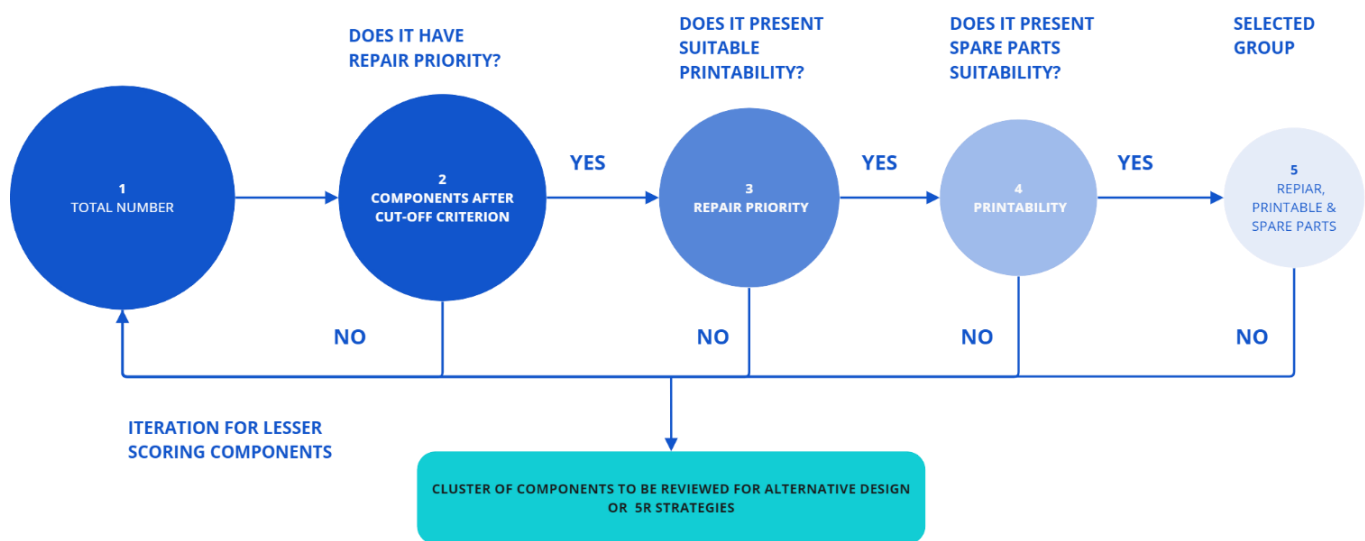 DOES IT HAVE
REPAIR PRIORITY?
DOES IT PRESENT
SUITABLE
PRINTABILITY?
DOES IT PRESENT
SPARE PARTS
SUITABILITY?
SELECTED
GROUP
1
TOTAL NUMBER
2
COMPONENTS AFTER
CUT-OFF CRITERION
YES
3
REPAIR PRIORITY
YES
4
PRINTABILITY
YES
5
REPIAR,
PRINTABLE &
SPARE PARTS
NO
NO
NO
NO
ITERATION FOR LESSER
SCORING COMPONENTS
CLUSTER OF COMPONENTS TO BE REVIEWED FOR ALTERNATIVE DESIGN
OR 5R STRATEGIES